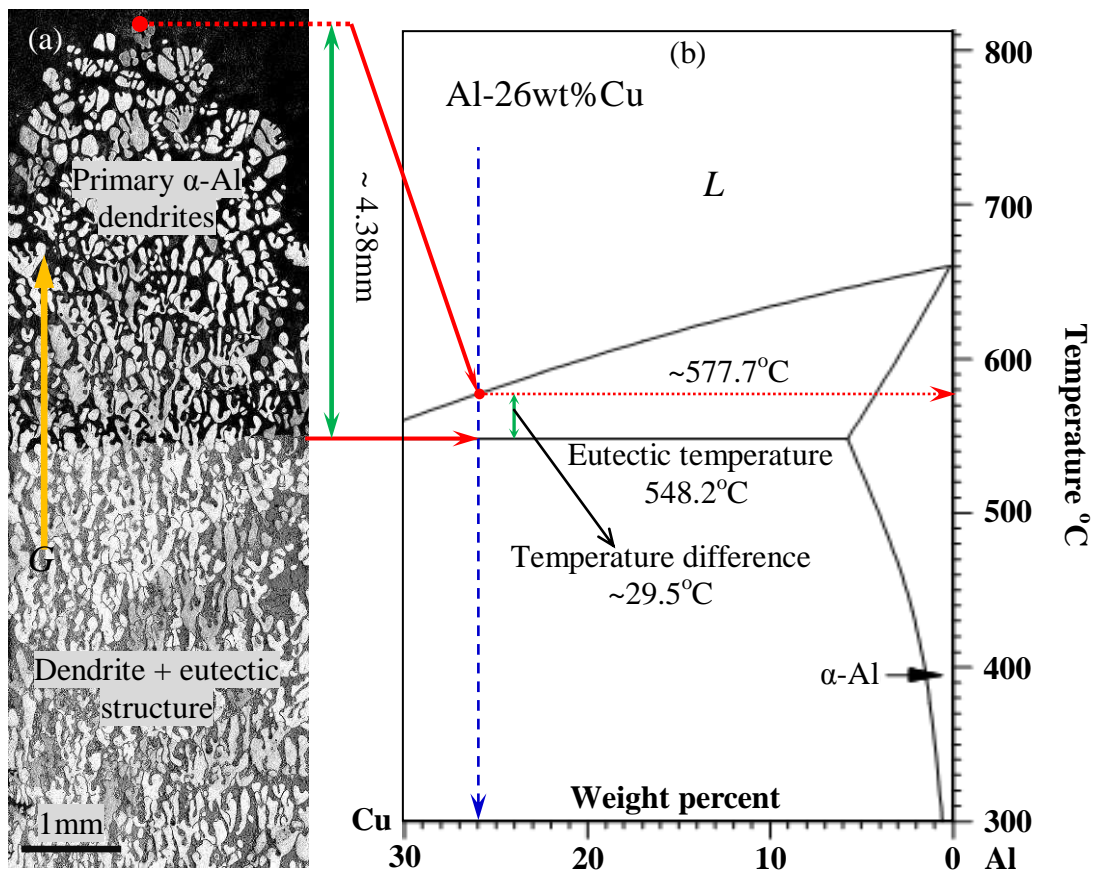 (a)
Primary α-Al
dendrites
~ 4.38mm
G
Dendrite + eutectic
structure
1mm
(b)
Al-26wt%Cu
L
~577.7°C
Eutectic temperature
548.2°C
Temperature difference
~29.5°C
α-Al
Weight percent
Cu
30
20
10
0
Al
800
700
600
500
400
300
Temperature °C